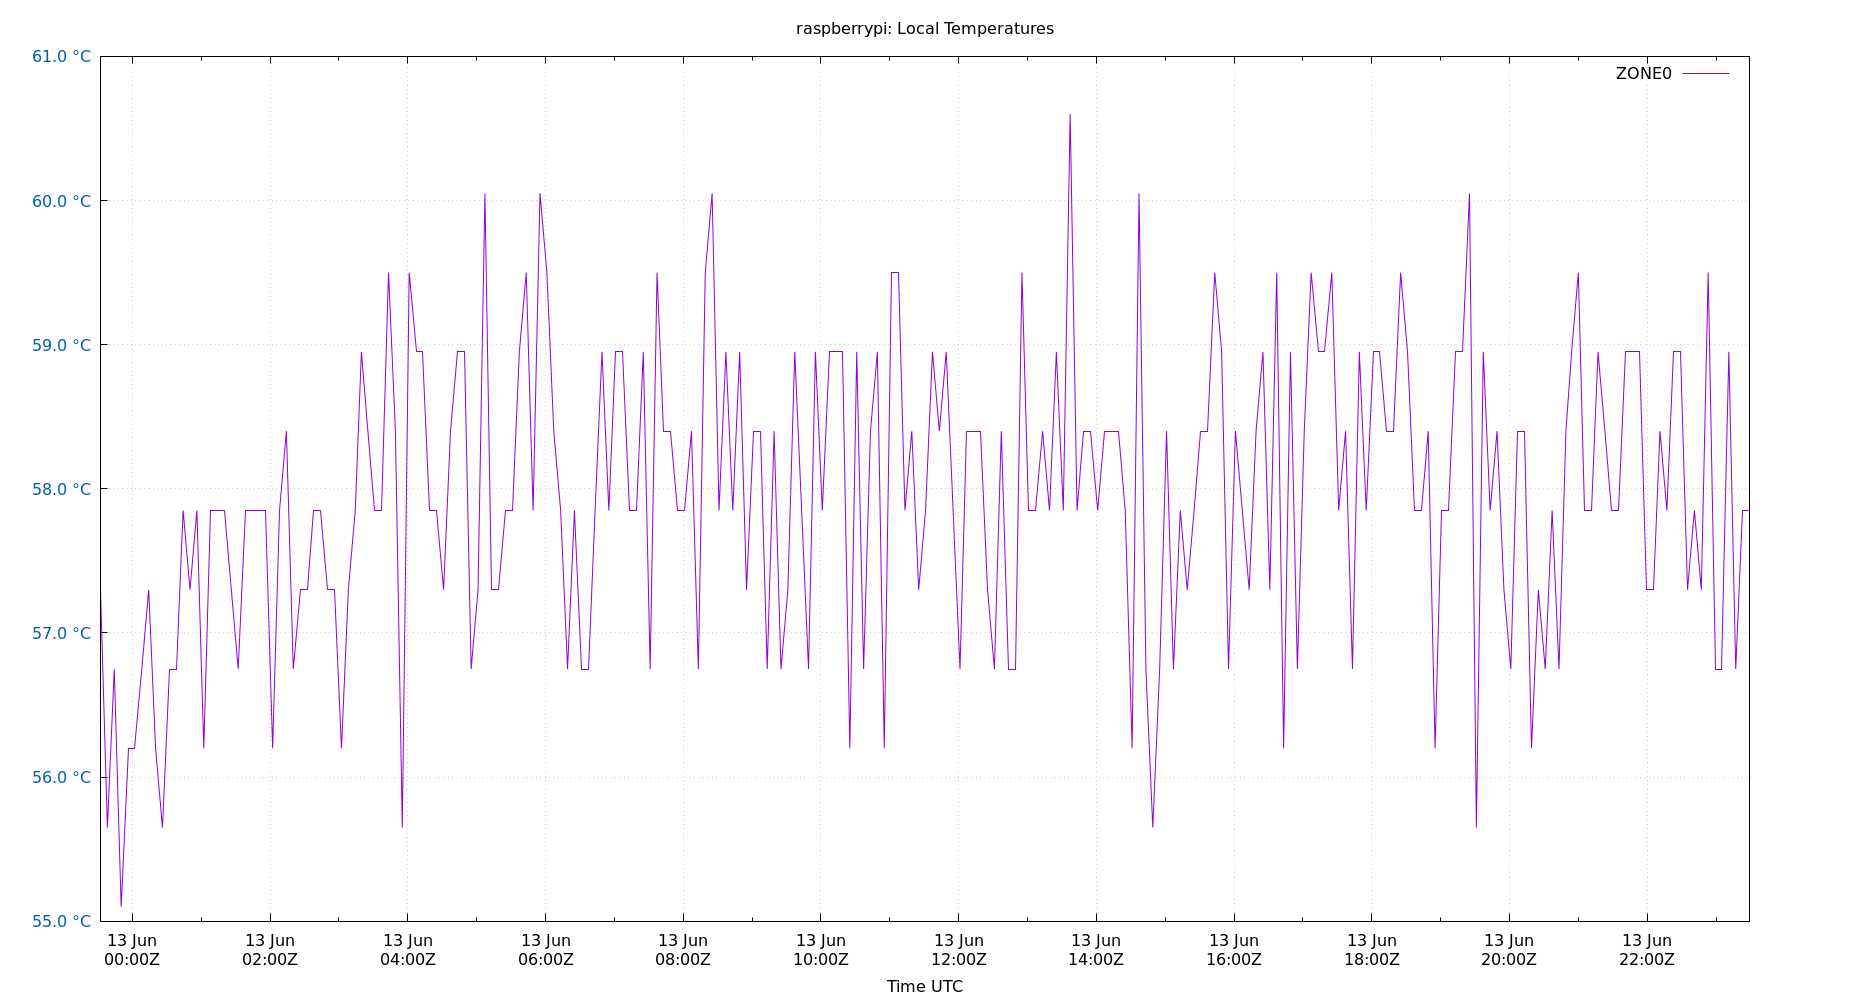 raspberrypi: Local Temperatures
61.0 °C
ZONE0
60.0 °C
59.0 °C
58.0 °C
57.0 °C
56.0 °C
55.0 °C
13 Jun 13 Jun 13 Jun 13 Jun 13 Jun 13 Jun 13 Jun 13 Jun 13 Jun 13 Jun 13 Jun 13 Jun
00:00Z 02:00Z 04:00Z 06:00Z 08:00Z 10:00Z 12:00Z 14:00Z 16:00Z 18:00Z 20:00Z 22:00Z
Time UTC